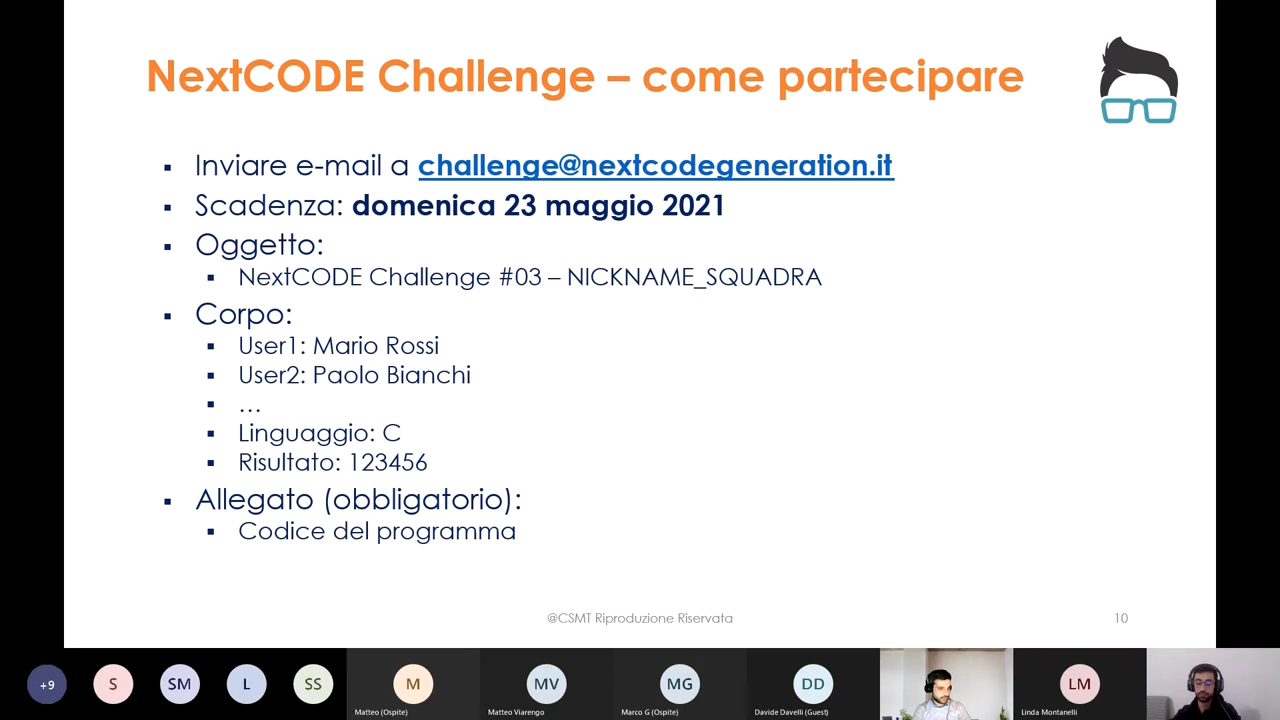 NextCODE Challenge – come partecipare
▪ Inviare e-mail a challenge@nextcodegeneration.it
▪ Scadenza: domenica 23 maggio 2021
▪ Oggetto:
▪ NextCODE Challenge #03 – NICKNAME_SQUADRA
▪ Corpo:
▪ User1: Mario Rossi
▪ User2: Paolo Bianchi
▪ …
▪ Linguaggio: C
▪ Risultato: 123456
▪ Allegato (obbligatorio):
▪ Codice del programma
@CSMT Riproduzione Riservata
10
+9
S
SM
L
SS
M
MV
MG
DD
LM
Matteo (Ospite)
Matteo Viarengo
Marco G (Ospite)
Davide Davelli (Guest)
Linda Montanelli